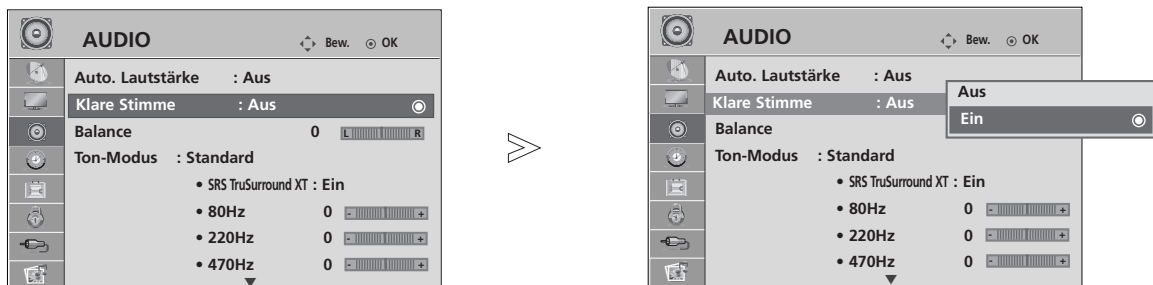 AUDIO Bew. OK
Auto. Lautstärke : Aus
Klare Stimme : Aus
Balance 0 L R
Ton-Modus : Standard
• SRS TruSurround XT : Ein
• 80Hz 0 - +
• 220Hz 0 - +
• 470Hz 0 - +
AUDIO Bew. OK
Auto. Lautstärke : Aus
Klare Stimme : Aus
Aus
Ein
Balance
Ton-Modus : Standard
• SRS TruSurround XT : Ein
• 80Hz 0 - +
• 220Hz 0 - +
• 470Hz 0 - +